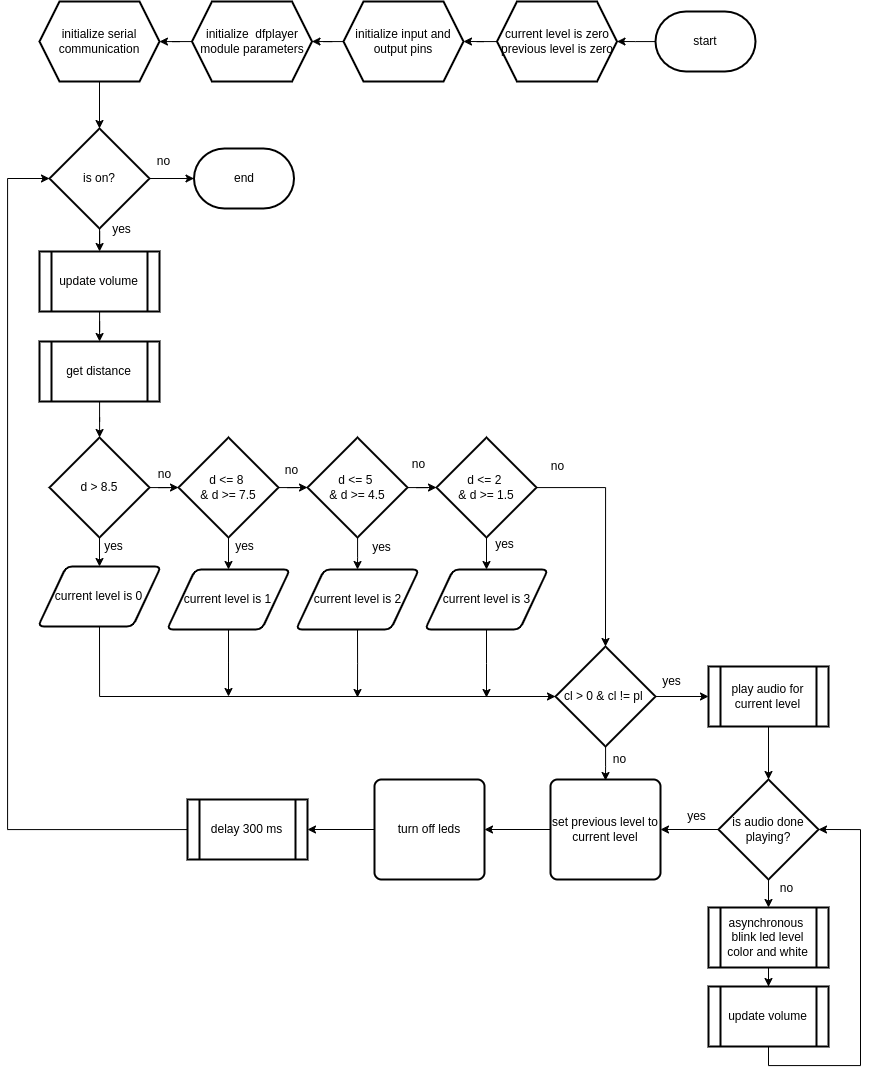 initialize serial
communication
initialize dfplayer
module parameters
initialize input and
output pins
current level is zero
previous level is zero
start
is on?
no
end
yes
update volume
get distance
d > 8.5
no
d <= 8
& d >= 7.5
no
d <= 5
& d >= 4.5
no
d <= 2
& d >= 1.5
no
yes
yes
yes
yes
current level is 0
current level is 1
current level is 2
current level is 3
cl > 0 & cl != pl
yes
play audio for
current level
no
delay 300 ms
turn off leds
set previous level to
current level
yes
is audio done
playing?
no
asynchronous
blink led level
color and white
update volume